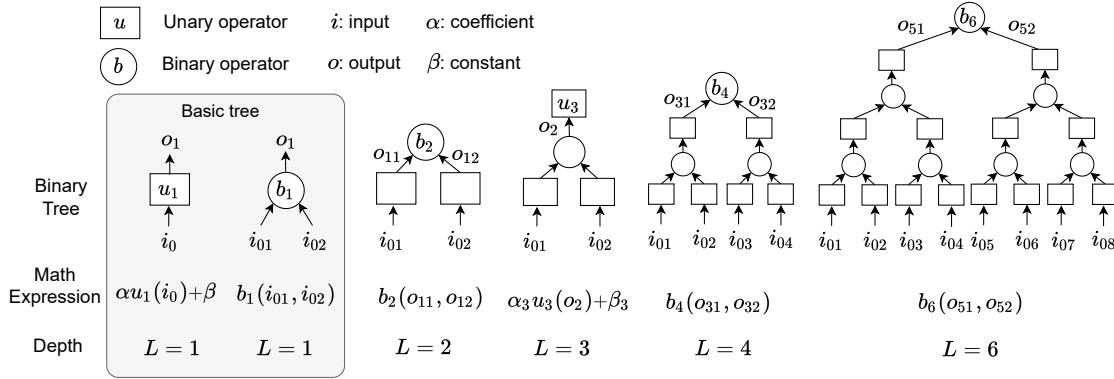 u Unary operator i: input α: coefficient
b Binary operator o: output β: constant
Basic tree
Binary Tree
o₁ o₁
u₁ b₁
i₀ i₀₁ i₀₂
b₂
o₁₁ o₁₂
i₀₁ i₀₂
u₃
o₂
i₀₁ i₀₂
b₄
o₃₁ o₃₂
i₀₁ i₀₂ i₀₃ i₀₄
b₆
o₅₁ o₅₂
i₀₁ i₀₂ i₀₃ i₀₄ i₀₅ i₀₆ i₀₇ i₀₈
Math Expression
αu₁(i₀)+β b₁(i₀₁, i₀₂) b₂(o₁₁, o₁₂) α₃u₃(o₂)+β₃ b₄(o₃₁, o₃₂) b₆(o₅₁, o₅₂)
Depth L = 1 L = 1 L = 2 L = 3 L = 4 L = 6